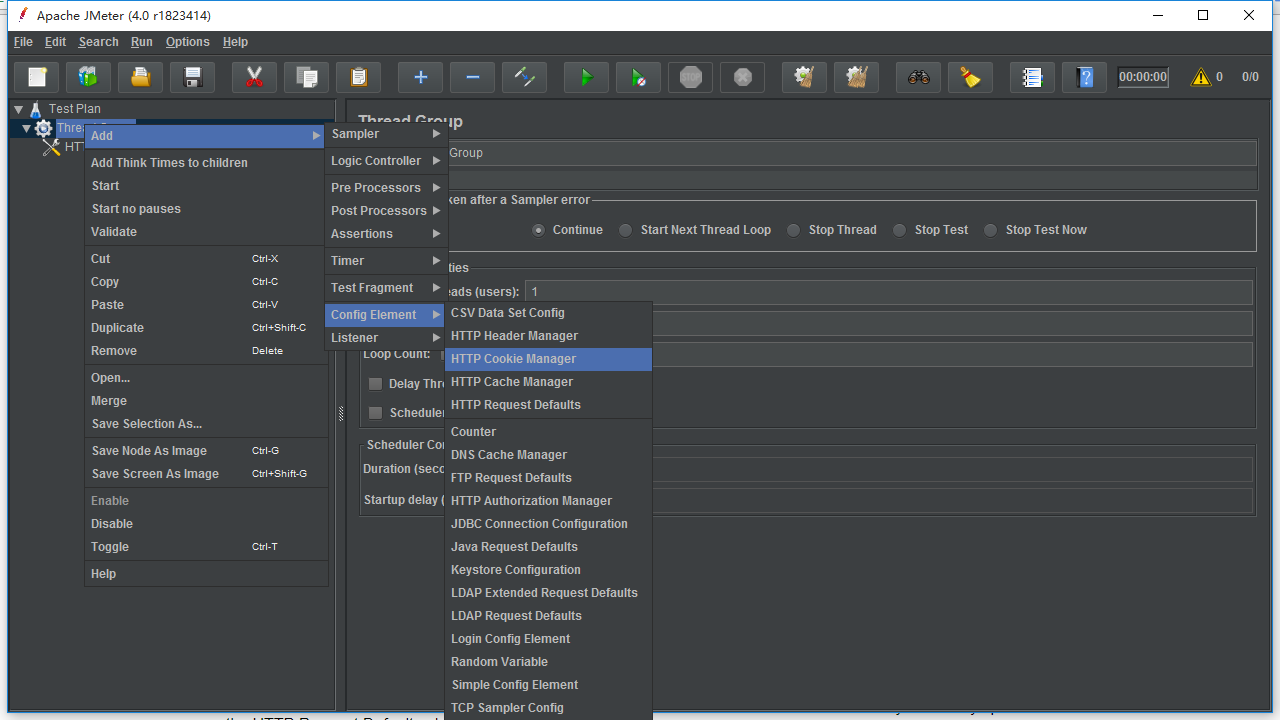 Apache JMeter (4.0 r1823414)
File Edit Search Run Options Help
00:00:00 0 0/0
Test Plan
Thread Group
Add
Add Think Times to children
Start
Start no pauses
Validate
Cut Ctrl-X
Copy Ctrl-C
Paste Ctrl-V
Duplicate Ctrl+Shift-C
Remove Delete
Open...
Merge
Save Selection As...
Save Node As Image Ctrl-G
Save Screen As Image Ctrl+Shift-G
Enable
Disable
Toggle Ctrl-T
Help
Sampler
Logic Controller
Pre Processors
Post Processors
Assertions
Timer
Test Fragment
Config Element
Listener
CSV Data Set Config
HTTP Header Manager
HTTP Cookie Manager
HTTP Cache Manager
HTTP Request Defaults
Counter
DNS Cache Manager
FTP Request Defaults
HTTP Authorization Manager
JDBC Connection Configuration
Java Request Defaults
Keystore Configuration
LDAP Extended Request Defaults
LDAP Request Defaults
Login Config Element
Random Variable
Simple Config Element
TCP Sampler Config
Group
after a Sampler error
Continue Start Next Thread Loop Stop Thread Stop Test Stop Test Now
(users): 1
Loop Count:
Delay
Scheduler
Scheduler
Duration
Startup delay